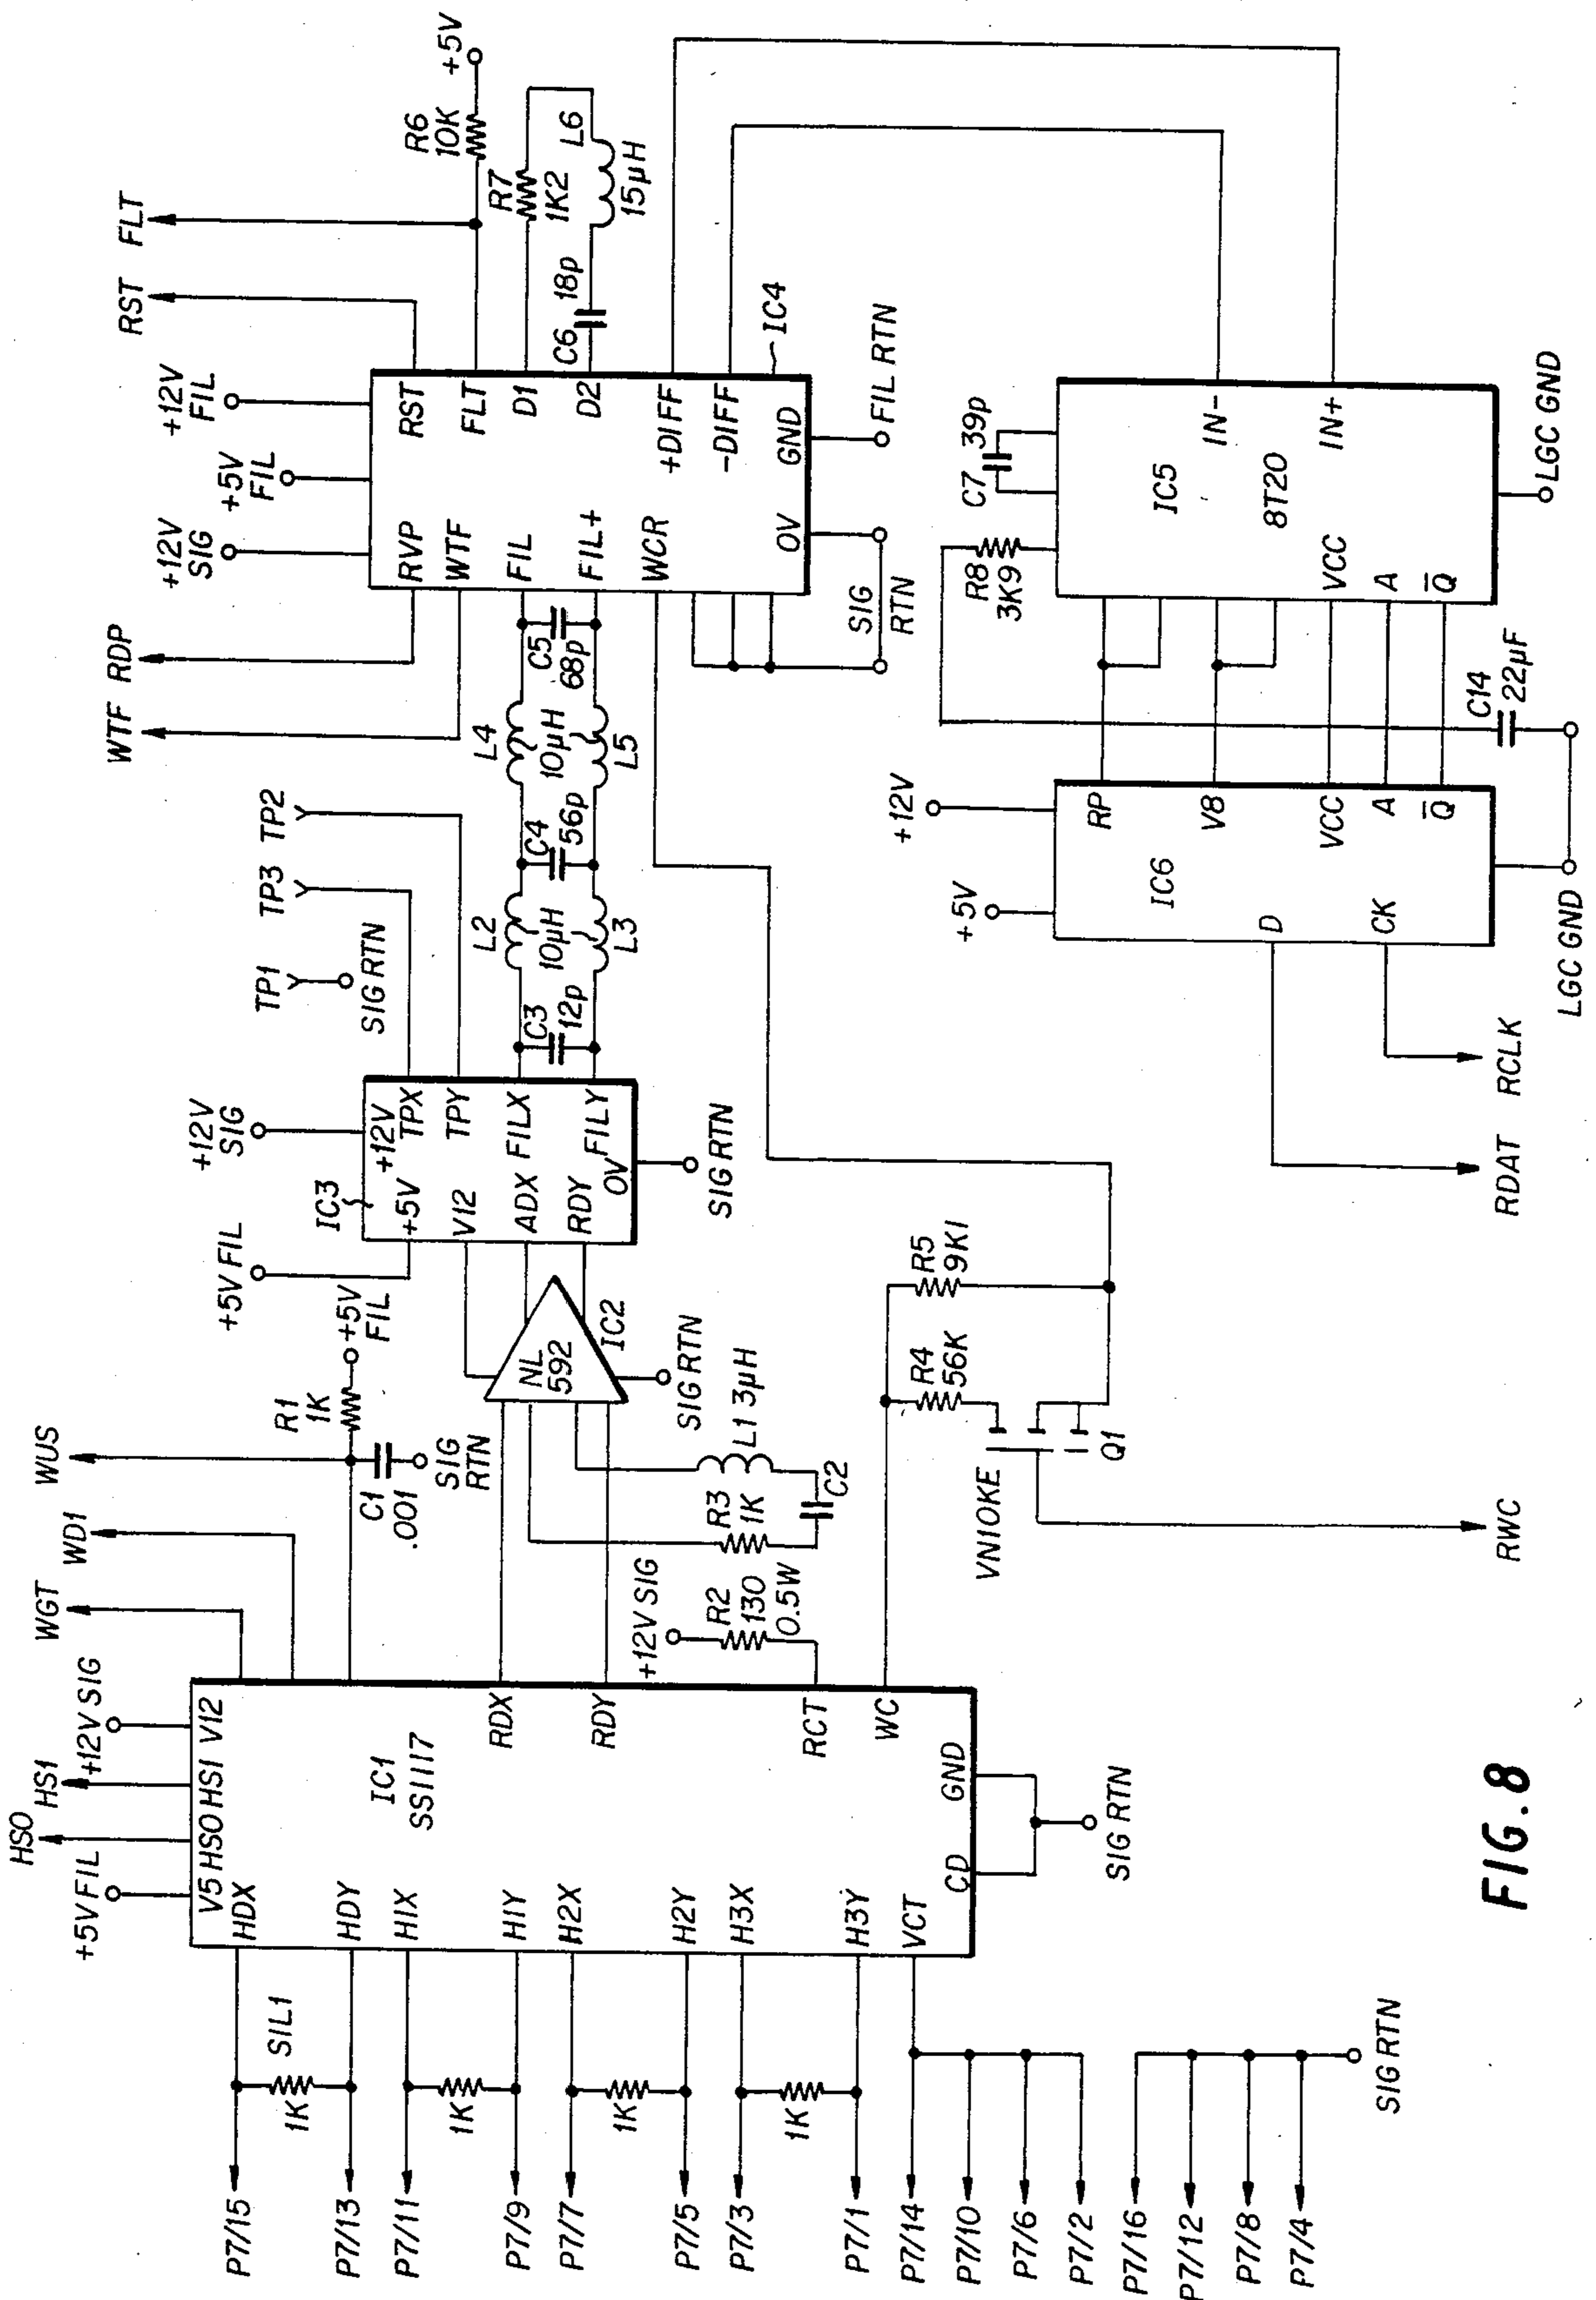 HS0
HS1
+5V FIL
+12V SIG
WGT
WD1
WUS
V5
HS0
HS1
V12
HDX
HDY
H1X
H1Y
H2X
H2Y
H3X
H3Y
VCT
IC1
SS1117
RDX
RDY
RCT
WC
CD
GND
SIG RTN
SIL1
1K
1K
1K
1K
P7/15
P7/13
P7/11
P7/9
P7/7
P7/5
P7/3
P7/1
P7/14
P7/10
P7/6
P7/2
P7/16
P7/12
P7/8
P7/4
SIG RTN
R1
1K
+5V
FIL
C1
.001
SIG
RTN
+12V SIG
R2
130
0.5W
R3
1K
C2
L1 3µH
NL
592
IC2
SIG RTN
+5V FIL
+12V
SIG
IC3
+5V
+12V
TPX
V12
TPY
ADX
FILX
RDY
FILY
0V
SIG RTN
TP1
SIG RTN
TP3
TP2
C3
12p
L2
10µH
L3
C4
56p
L4
10µH
L5
C5
68p
WTF
RDP
+12V
SIG
+5V
FIL
+12V
FIL
RST
FLT
RVP
RST
WTF
FLT
FIL
D1
FIL+
D2
WCR
+DIFF
-DIFF
0V
GND
IC4
SIG
RTN
FIL RTN
R6
10K
+5V
R7
1K2
L6
15µH
C6
18p
R4
56K
R5
9K1
VN10KE
Q1
RWC
+5V
+12V
IC6
RP
V8
VCC
A
Q̅
D
CK
RDAT
RCLK
LGC GND
C14
22µF
R8
3K9
C7
39p
IC5
8T20
IN-
IN+
VCC
A
Q̅
LGC GND
FIG. 8